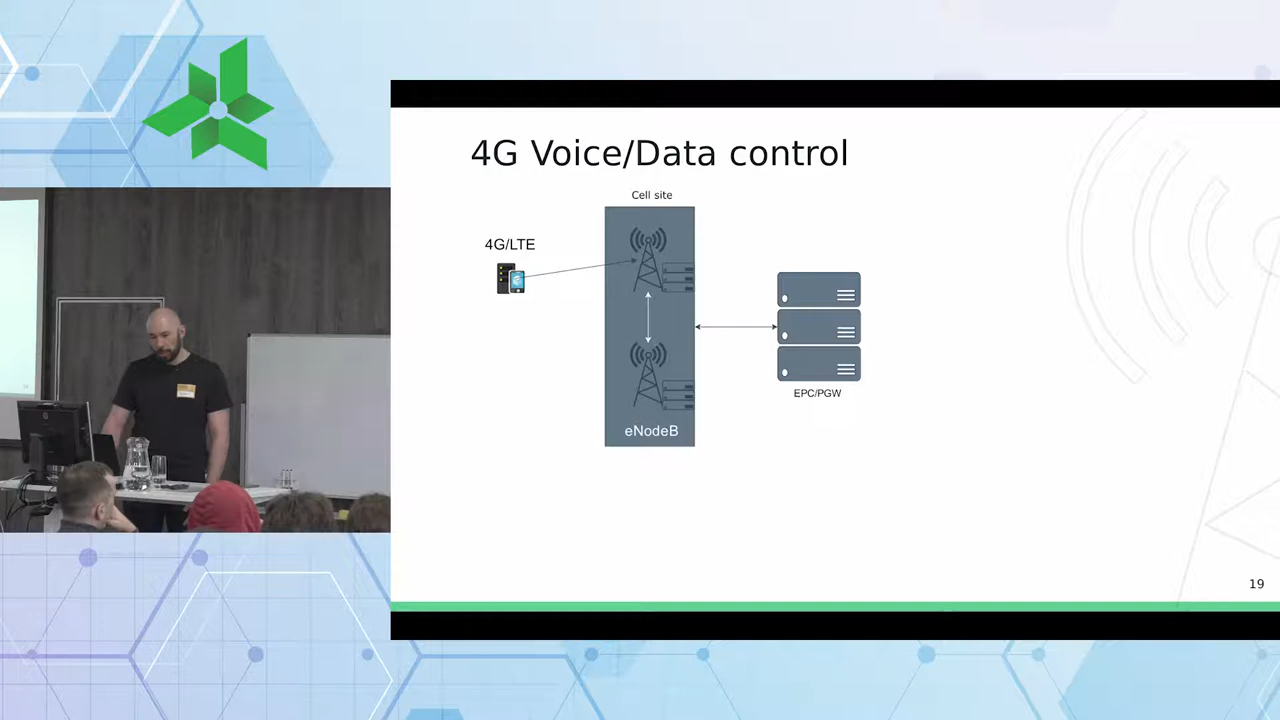 4G Voice/Data control
Cell site
4G/LTE
EPC/PGW
eNodeB
19